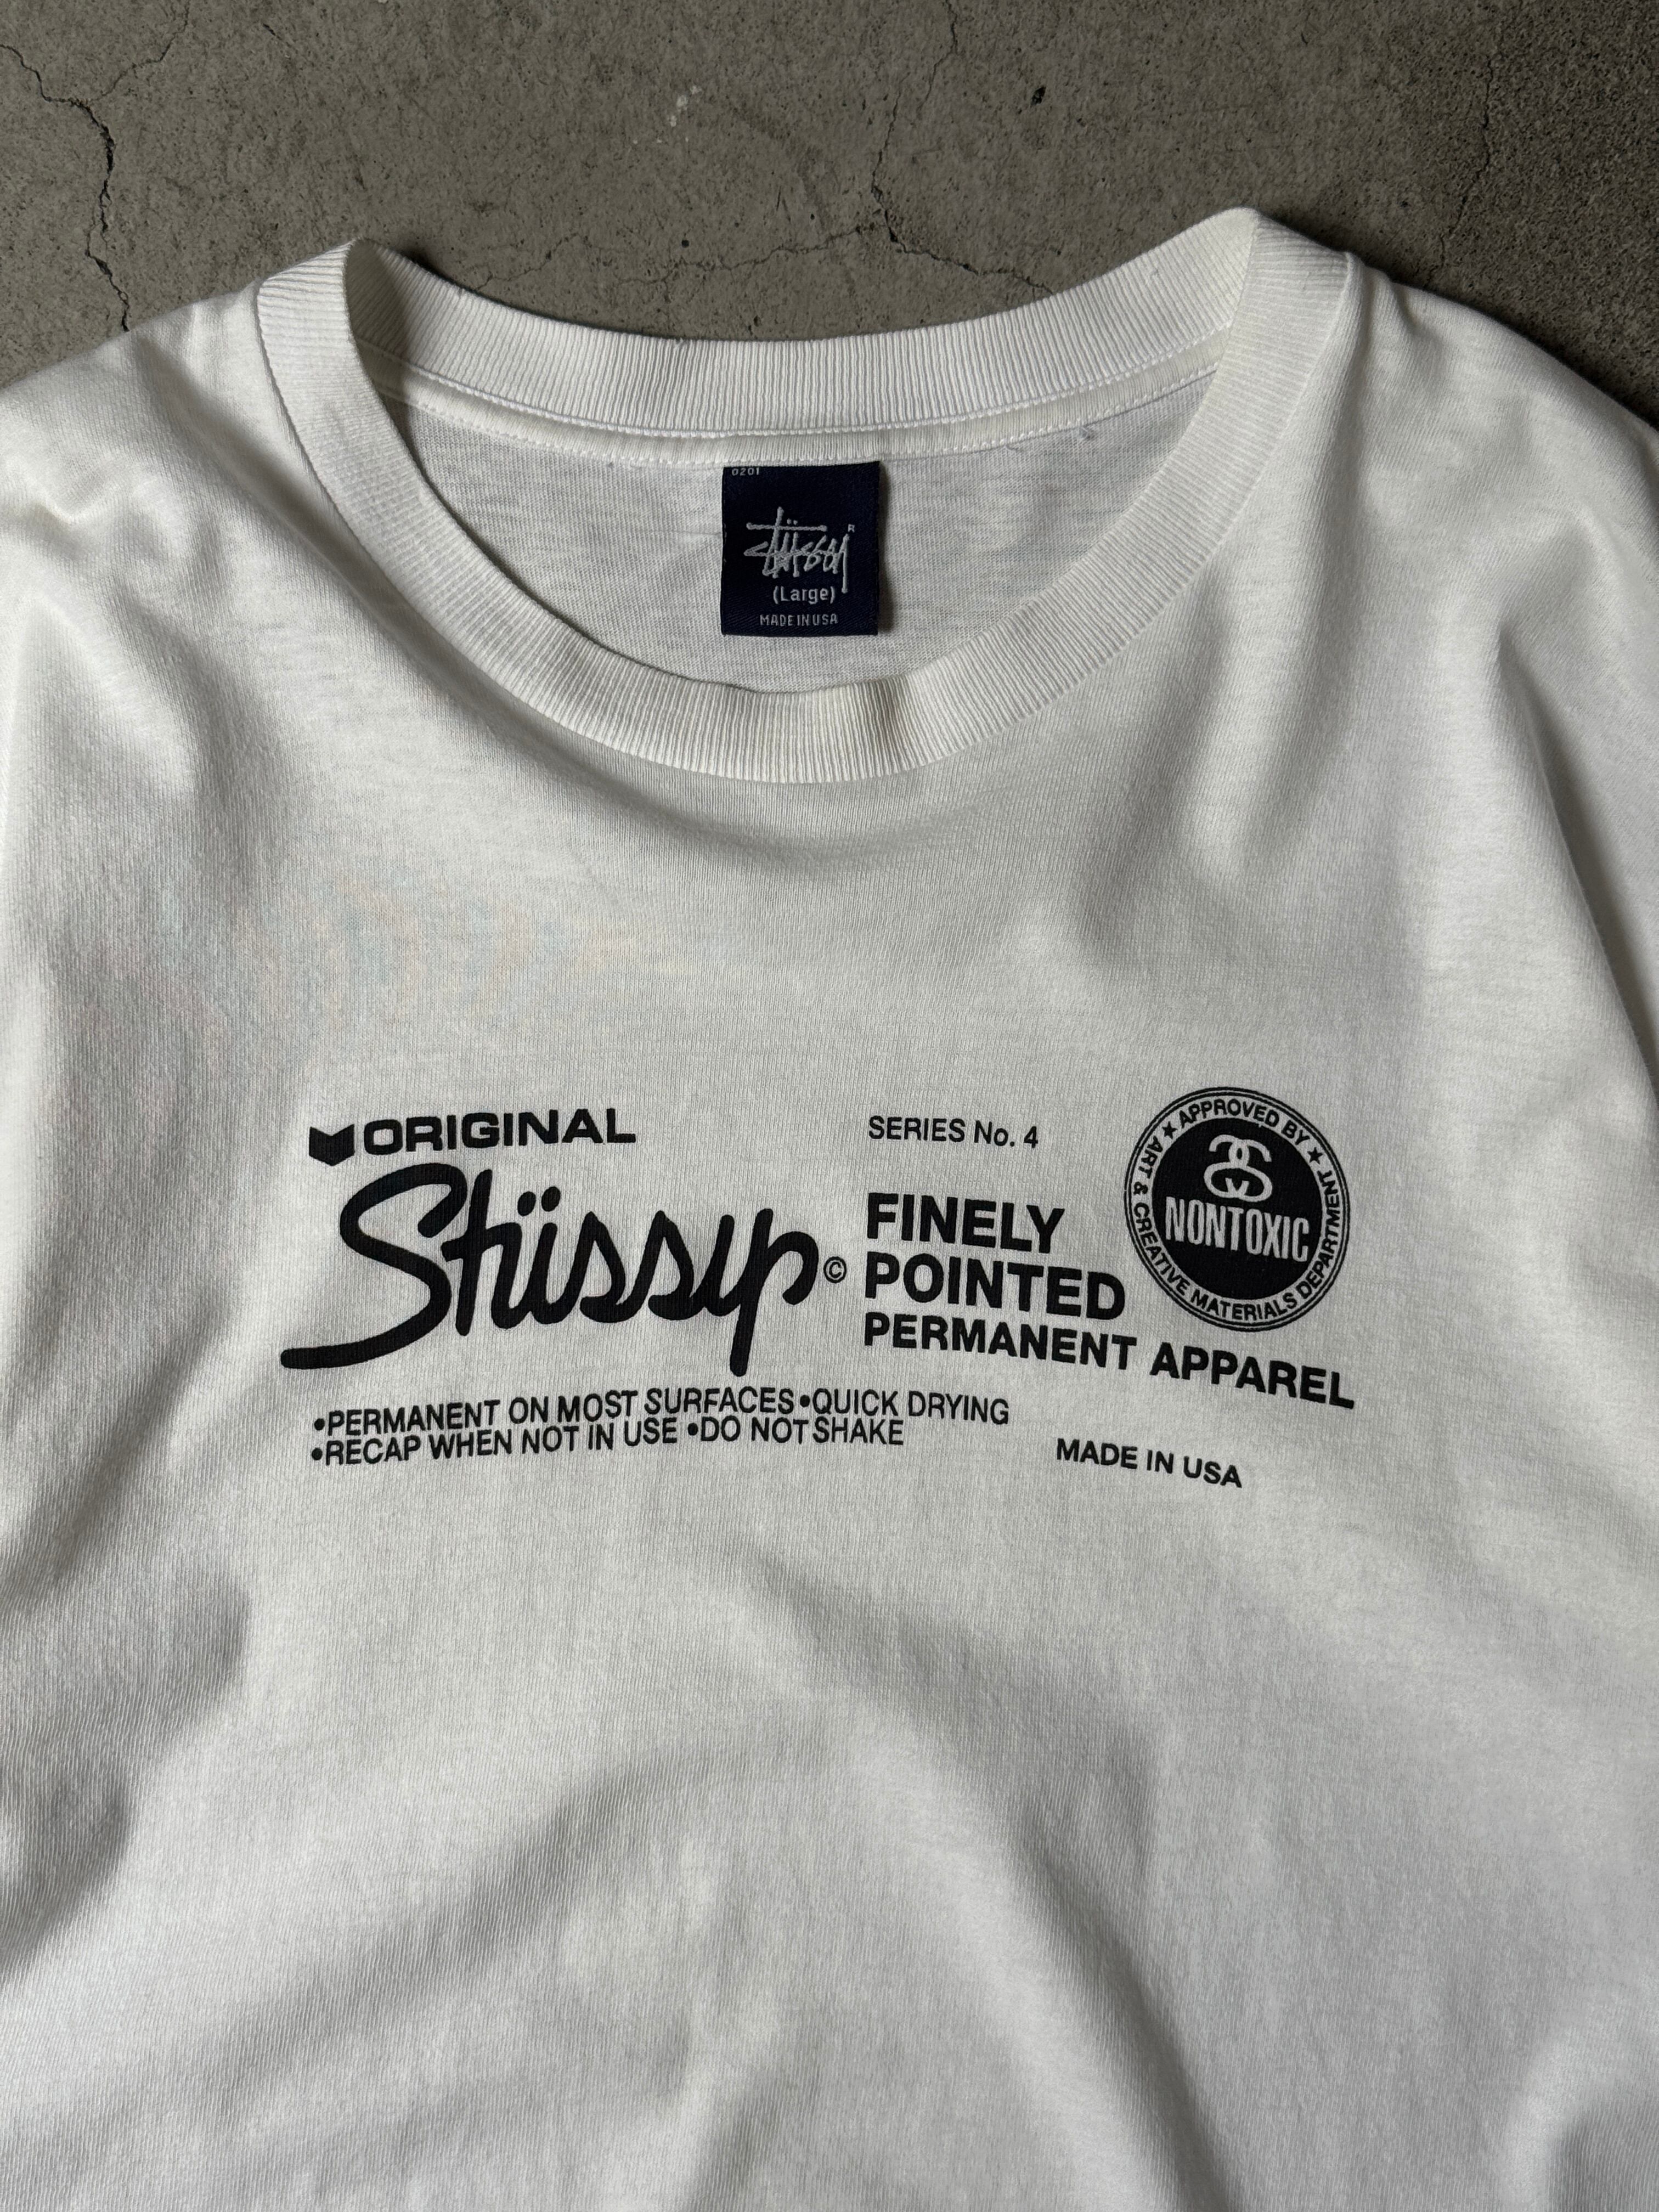 0201
Stüssy R
(Large)
MADE IN USA
ORIGINAL
Stüssy ©
SERIES No. 4
FINELY
POINTED
PERMANENT APPAREL
★ APPROVED BY ★
ART & CREATIVE MATERIALS DEPARTMENT
NONTOXIC
•PERMANENT ON MOST SURFACES•QUICK DRYING
•RECAP WHEN NOT IN USE •DO NOT SHAKE
MADE IN USA